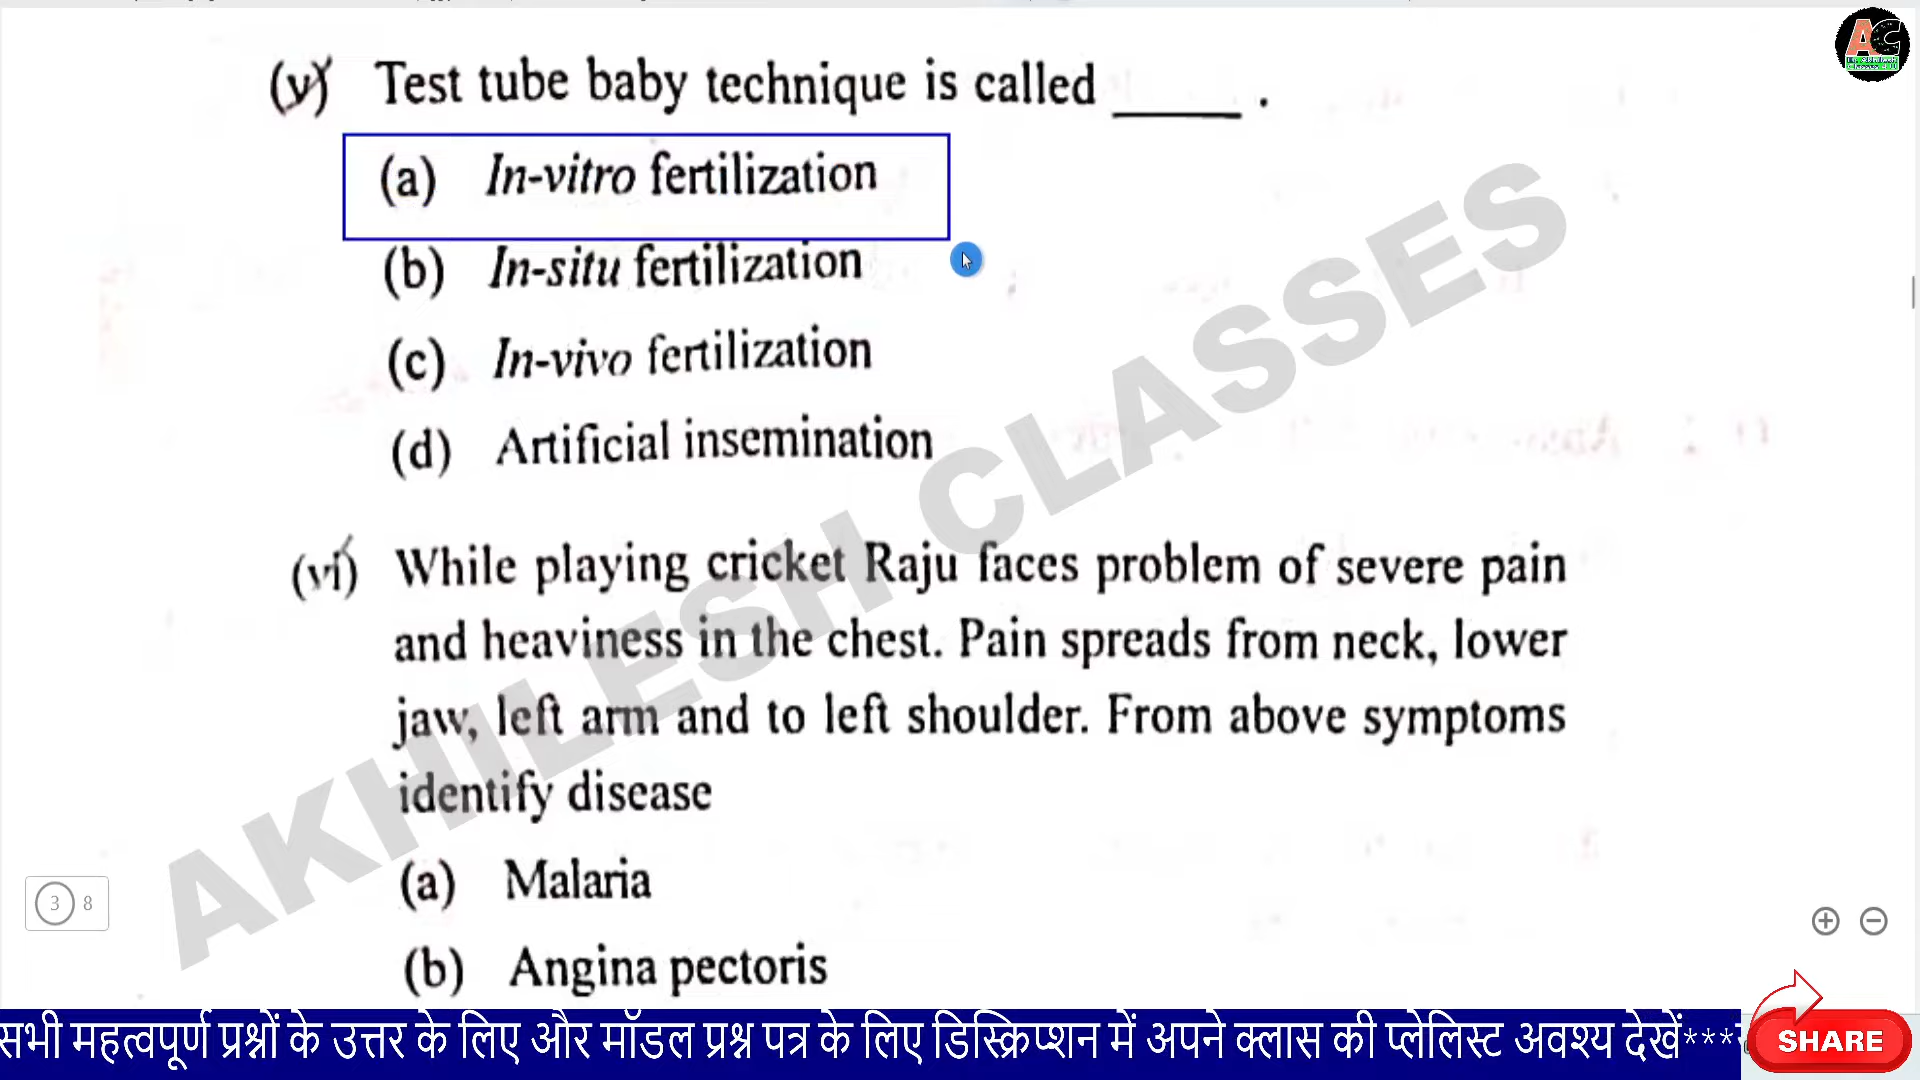 (v) Test tube baby technique is called _____ .
(a) In-vitro fertilization
(b) In-situ fertilization
(c) In-vivo fertilization
(d) Artificial insemination
(vi) While playing cricket Raju faces problem of severe pain
and heaviness in the chest. Pain spreads from neck, lower
jaw, left arm and to left shoulder. From above symptoms
identify disease
(a) Malaria
(b) Angina pectoris
AKHILESH CLASSES
3 8
सभी महत्वपूर्ण प्रश्नों के उत्तर के लिए और मॉडल प्रश्न पत्र के लिए डिस्क्रिप्शन में अपने क्लास की प्लेलिस्ट अवश्य देखें***
SHARE
AC